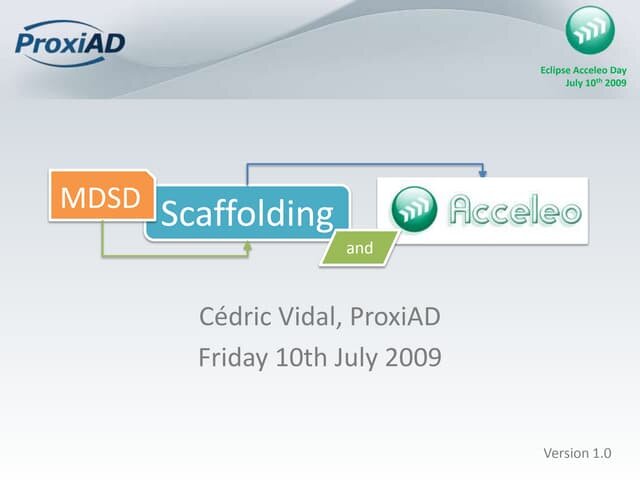 ProxiAD
Eclipse Acceleo Day
July 10th 2009
MDSD
Scaffolding
and
Acceleo
Cédric Vidal, ProxiAD
Friday 10th July 2009
Version 1.0